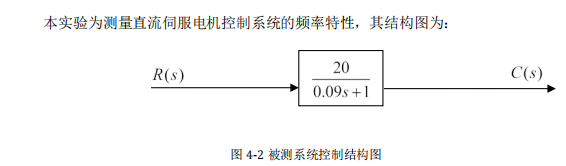 本实验为测量直流伺服电机控制系统的频率特性，其结构图为：
R(s)
20
0.09s+1
C(s)
图 4-2 被测系统控制结构图